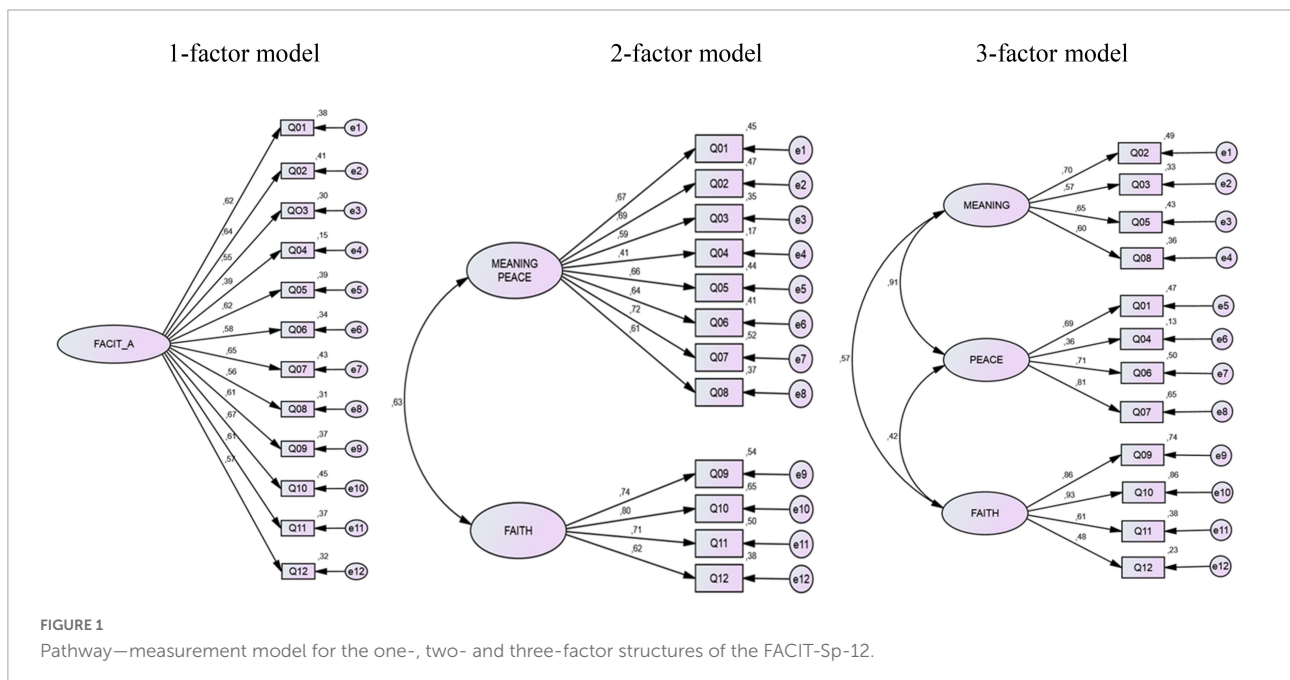 1-factor model
2-factor model
3-factor model
FACIT_A
,62
,64
,55
,39
,62
,58
,65
,56
,61
,67
,61
,57
,38
Q01
e1
,41
Q02
e2
,30
QO3
e3
,15
Q04
e4
,39
Q05
e5
,34
Q06
e6
,43
Q07
e7
,31
Q08
e8
,37
Q09
e9
,45
Q10
e10
,37
Q11
e11
,32
Q12
e12
MEANING
PEACE
,67
,69
,59
,41
,66
,64
,72
,61
,45
Q01
e1
,47
Q02
e2
,35
Q03
e3
,17
Q04
e4
,44
Q05
e5
,41
Q06
e6
,52
Q07
e7
,37
Q08
e8
,63
FAITH
,74
,80
,71
,62
,54
Q09
e9
,65
Q10
e10
,50
Q11
e11
,38
Q12
e12
MEANING
,70
,57
,65
,60
,49
Q02
e1
,33
Q03
e2
,43
Q05
e3
,36
Q08
e4
,91
,57
PEACE
,69
,36
,71
,81
,47
Q01
e5
,13
Q04
e6
,50
Q06
e7
,65
Q07
e8
,42
FAITH
,86
,93
,61
,48
,74
Q09
e9
,86
Q10
e10
,38
Q11
e11
,23
Q12
e12
FIGURE 1
Pathway—measurement model for the one-, two- and three-factor structures of the FACIT-Sp-12.